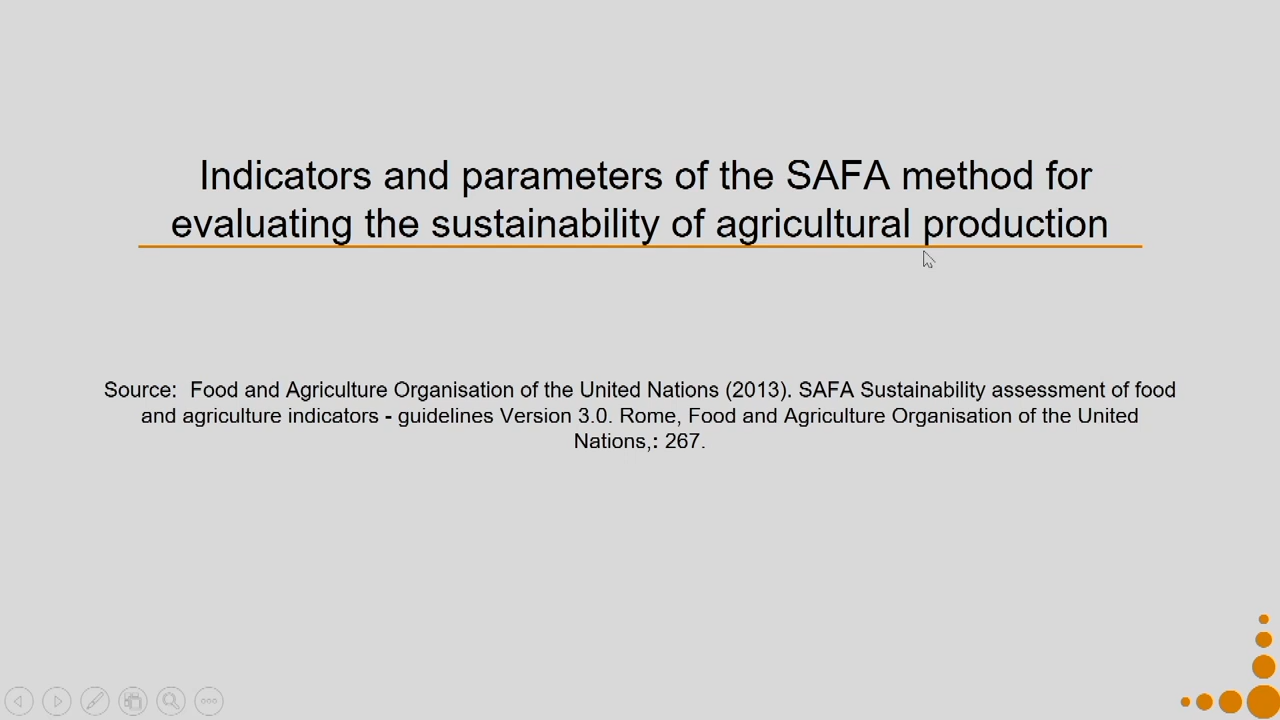 Indicators and parameters of the SAFA method for
evaluating the sustainability of agricultural production
Source:  Food and Agriculture Organisation of the United Nations (2013). SAFA Sustainability assessment of food
and agriculture indicators - guidelines Version 3.0. Rome, Food and Agriculture Organisation of the United
Nations,: 267.